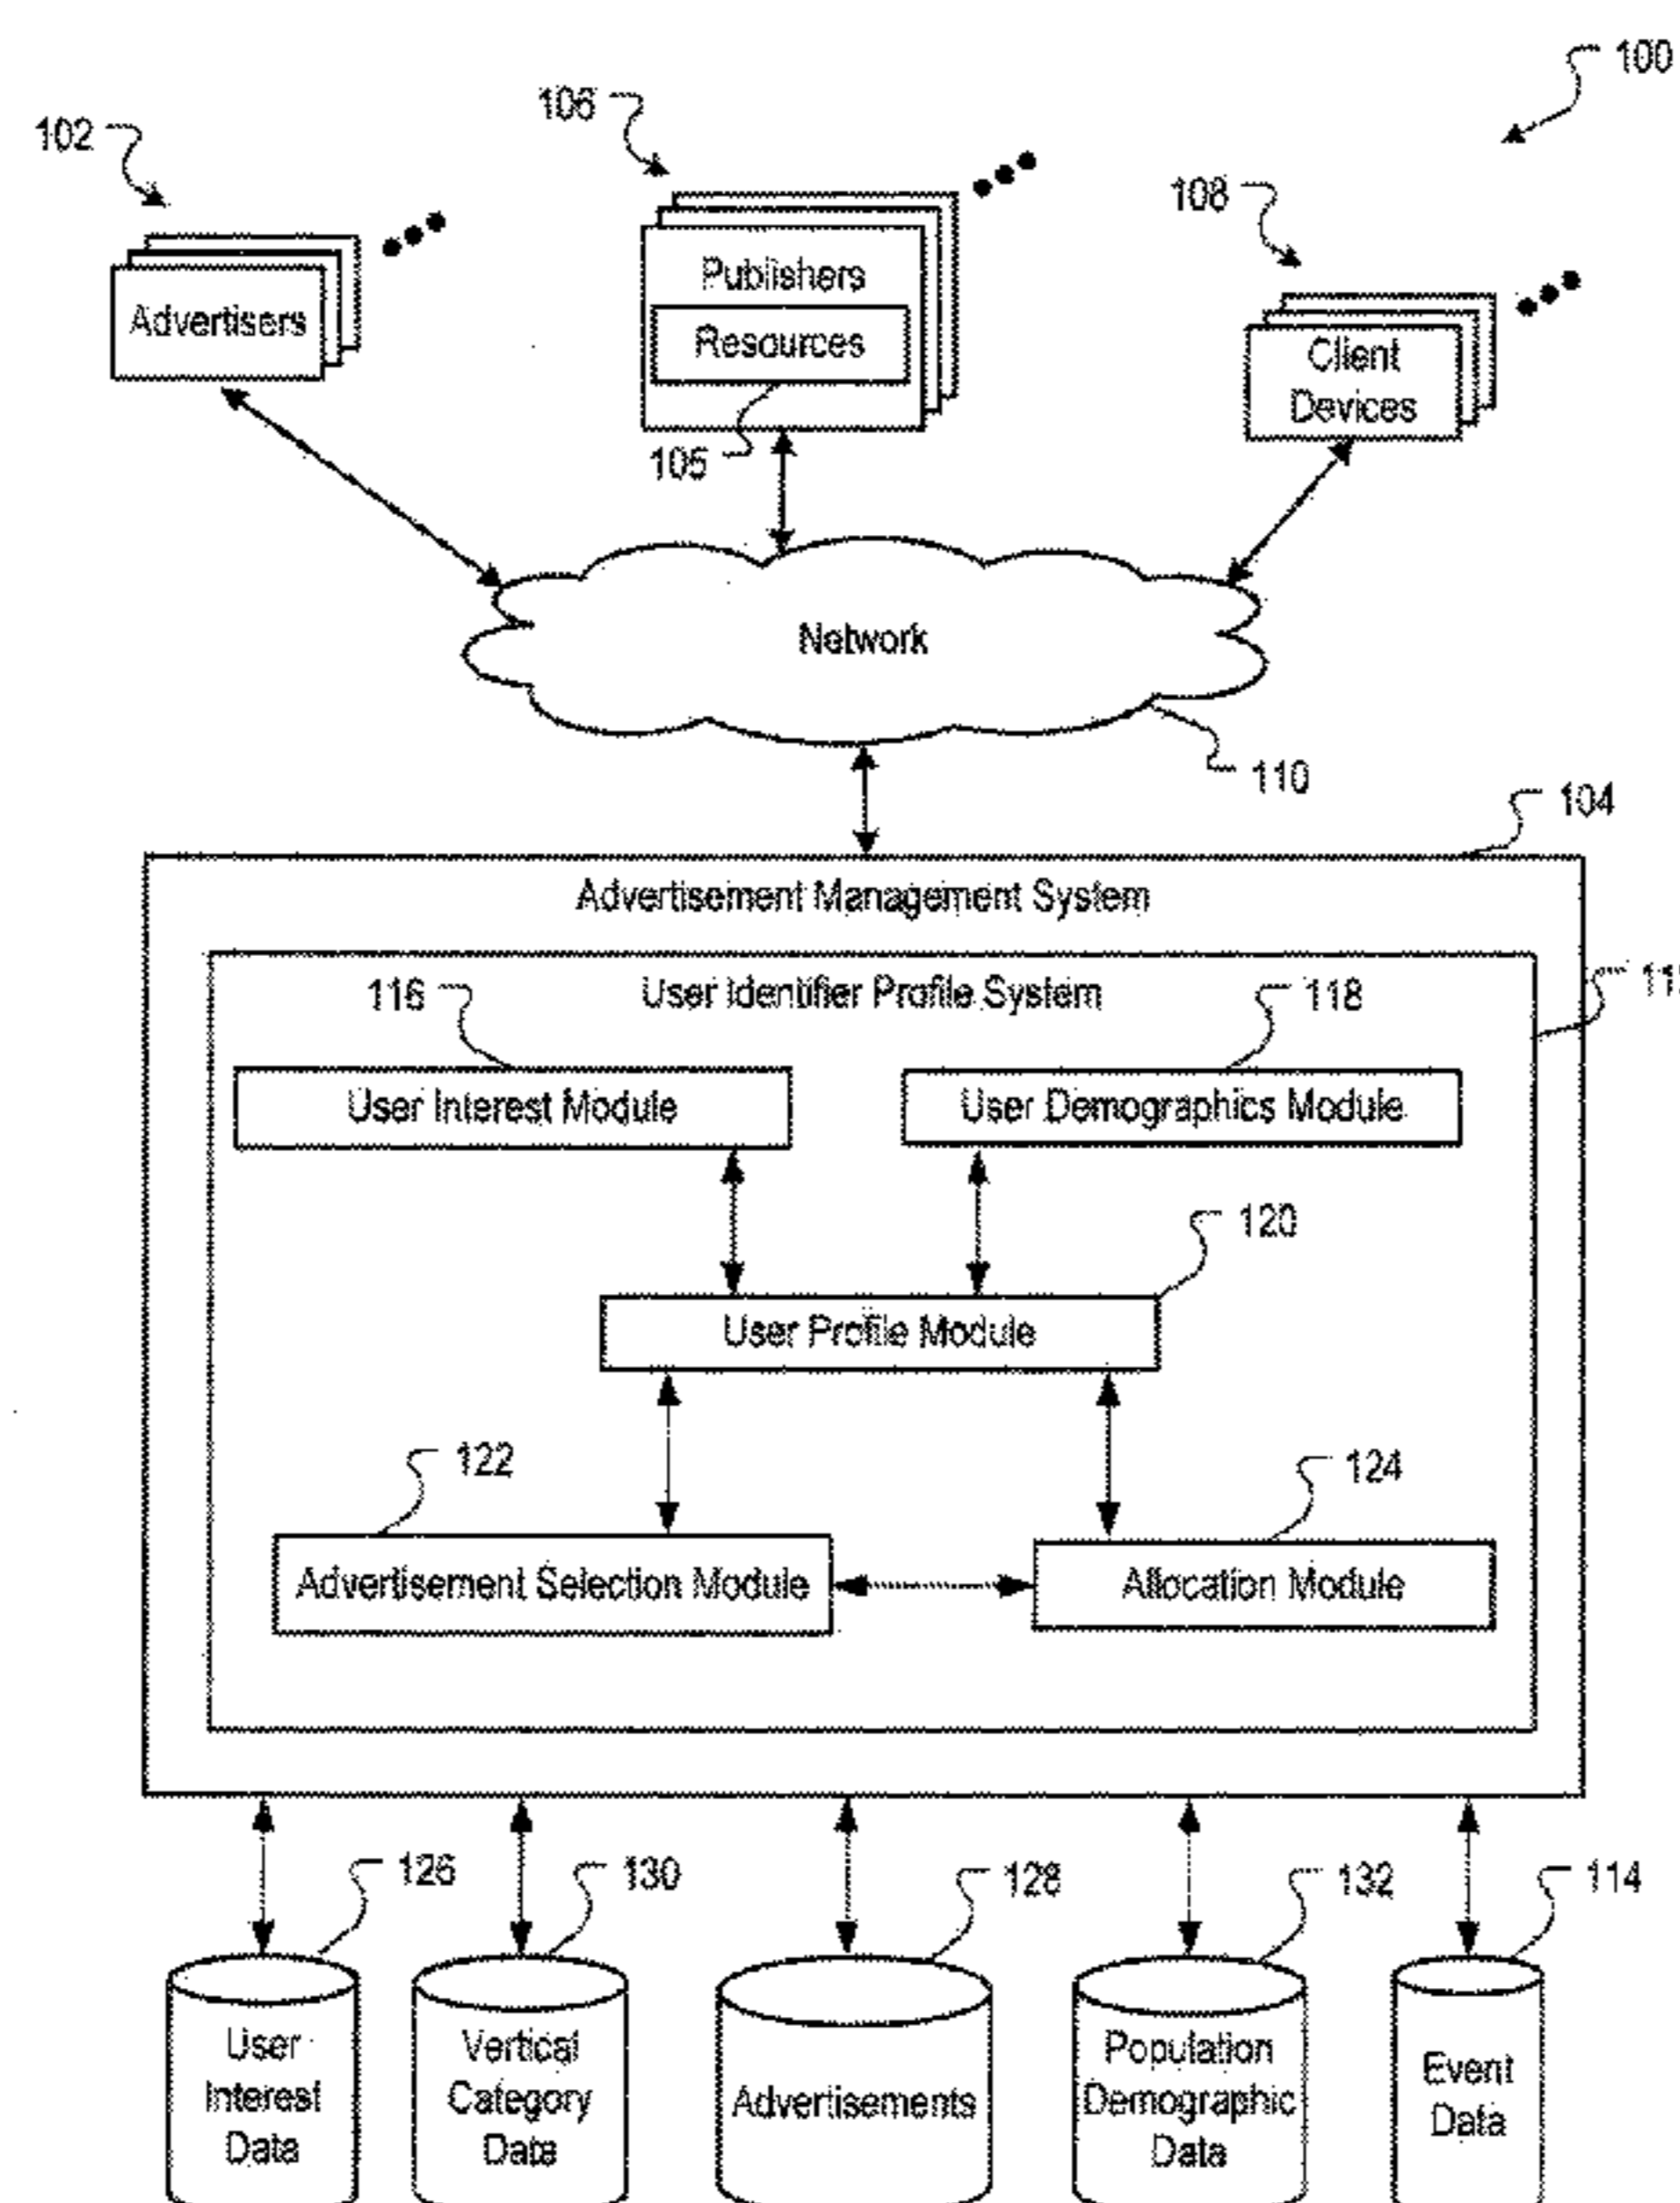 100
106
102
108
Publishers
Advertisers
Resources
Client
Devices
105
Network
110
104
Advertisement Management System
116
User Identifier Profile System
118
User Interest Module
User Demographics Module
120
User Profile Module
122
124
Advertisement Selection Module
Allocation Module
126
130
128
132
114
User
Interest
Data
Vertical
Category
Data
Advertisements
Population
Demographic
Data
Event
Data